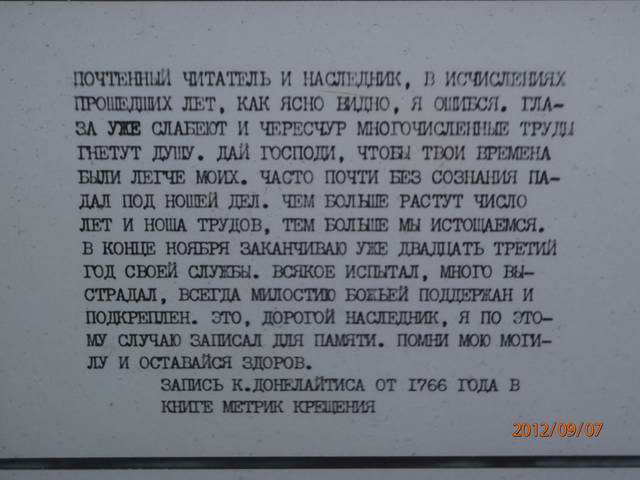 ПОЧТЕННЫЙ ЧИТАТЕЛЬ И НАСЛЕДНИК, В ИСЧИСЛЕНИЯХ
ПРОШЕДШИХ ЛЕТ, КАК ЯСНО ВИДНО, Я ОШИБСЯ. ГЛА-
ЗА УЖЕ СЛАБЕЮТ И ЧЕРЕСЧУР МНОГОЧИСЛЕННЫЕ ТРУДЫ
ГНЕТУТ ДУШУ. ДАЙ ГОСПОДИ, ЧТОБЫ ТВОИ ВРЕМЕНА
БЫЛИ ЛЕГЧЕ МОИХ. ЧАСТО ПОЧТИ БЕЗ СОЗНАНИЯ ПА-
ДАЛ ПОД НОШЕЙ ДЕЛ. ЧЕМ БОЛЬШЕ РАСТУТ ЧИСЛО
ЛЕТ И НОША ТРУДОВ, ТЕМ БОЛЬШЕ МЫ ИСТОЩАЕМСЯ.
В КОНЦЕ НОЯБРЯ ЗАКАНЧИВАЮ УЖЕ ДВАДЦАТЬ ТРЕТИЙ
ГОД СВОЕЙ СЛУЖБЫ. ВСЯКОЕ ИСПЫТАЛ, МНОГО ВЫ-
СТРАДАЛ, ВСЕГДА МИЛОСТИЮ БОЖЬЕЙ ПОДДЕРЖАН И
ПОДКРЕПЛЕН. ЭТО, ДОРОГОЙ НАСЛЕДНИК, Я ПО ЭТО-
МУ СЛУЧАЮ ЗАПИСАЛ ДЛЯ ПАМЯТИ. ПОМНИ МОЮ МОГИ-
ЛУ И ОСТАВАЙСЯ ЗДОРОВ.
ЗАПИСЬ К.ДОНЕЛАЙТИСА ОТ 1766 ГОДА В
КНИГЕ МЕТРИК КРЕЩЕНИЯ
2012/09/07